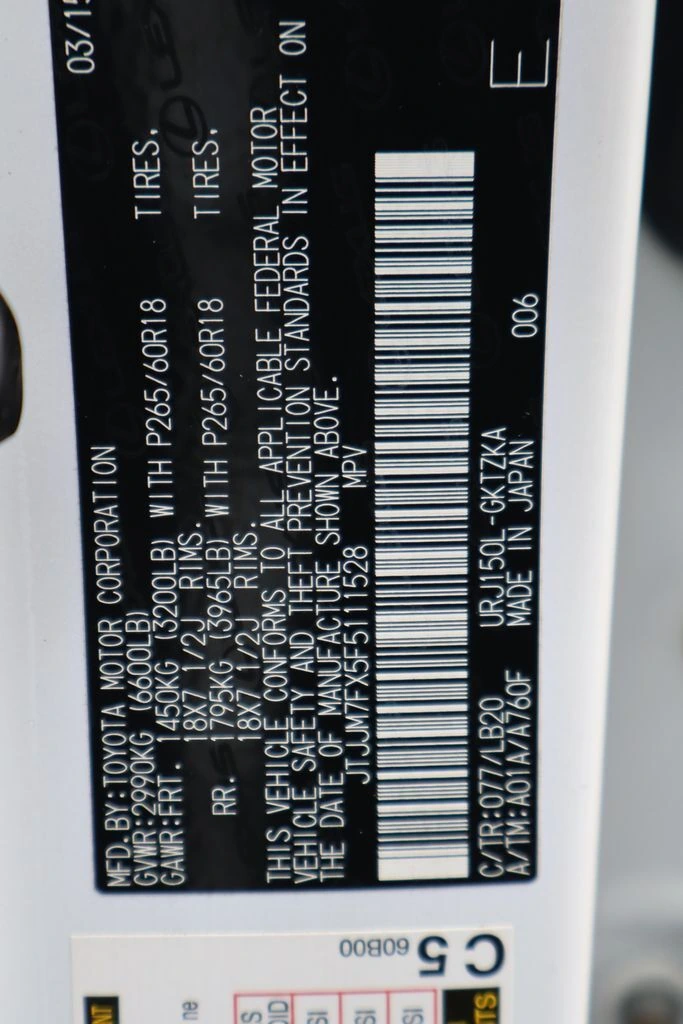 MFD.BY:TOYOTA MOTOR CORPORATION 03/15
GVWR:2990KG (6600LB)
GAWR:FRT. 1450KG (3200LB) WITH P265/60R18 TIRES,
18X7 1/2J RIMS.
RR. 1795KG (3965LB) WITH P265/60R18 TIRES,
18X7 1/2J RIMS.
THIS VEHICLE CONFORMS TO ALL APPLICABLE FEDERAL MOTOR
VEHICLE SAFETY AND THEFT PREVENTION STANDARDS IN EFFECT ON
THE DATE OF MANUFACTURE SHOWN ABOVE.
JTJJM7FX5F5111528 MPV
C/TR:077/LB20 URJ150L-GKTZKA 006
A/TM:A01A/A760F MADE IN JAPAN
E
C5
60B00